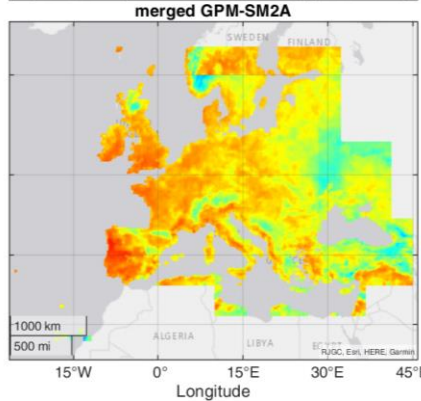 merged GPM-SM2A
SWEDEN
FINLAND
1000 km
500 mi
ALGERIA
LIBYA
RJGC, Esri, HERE, Garmin
15°W
0°
15°E
30°E
45°E
Longitude